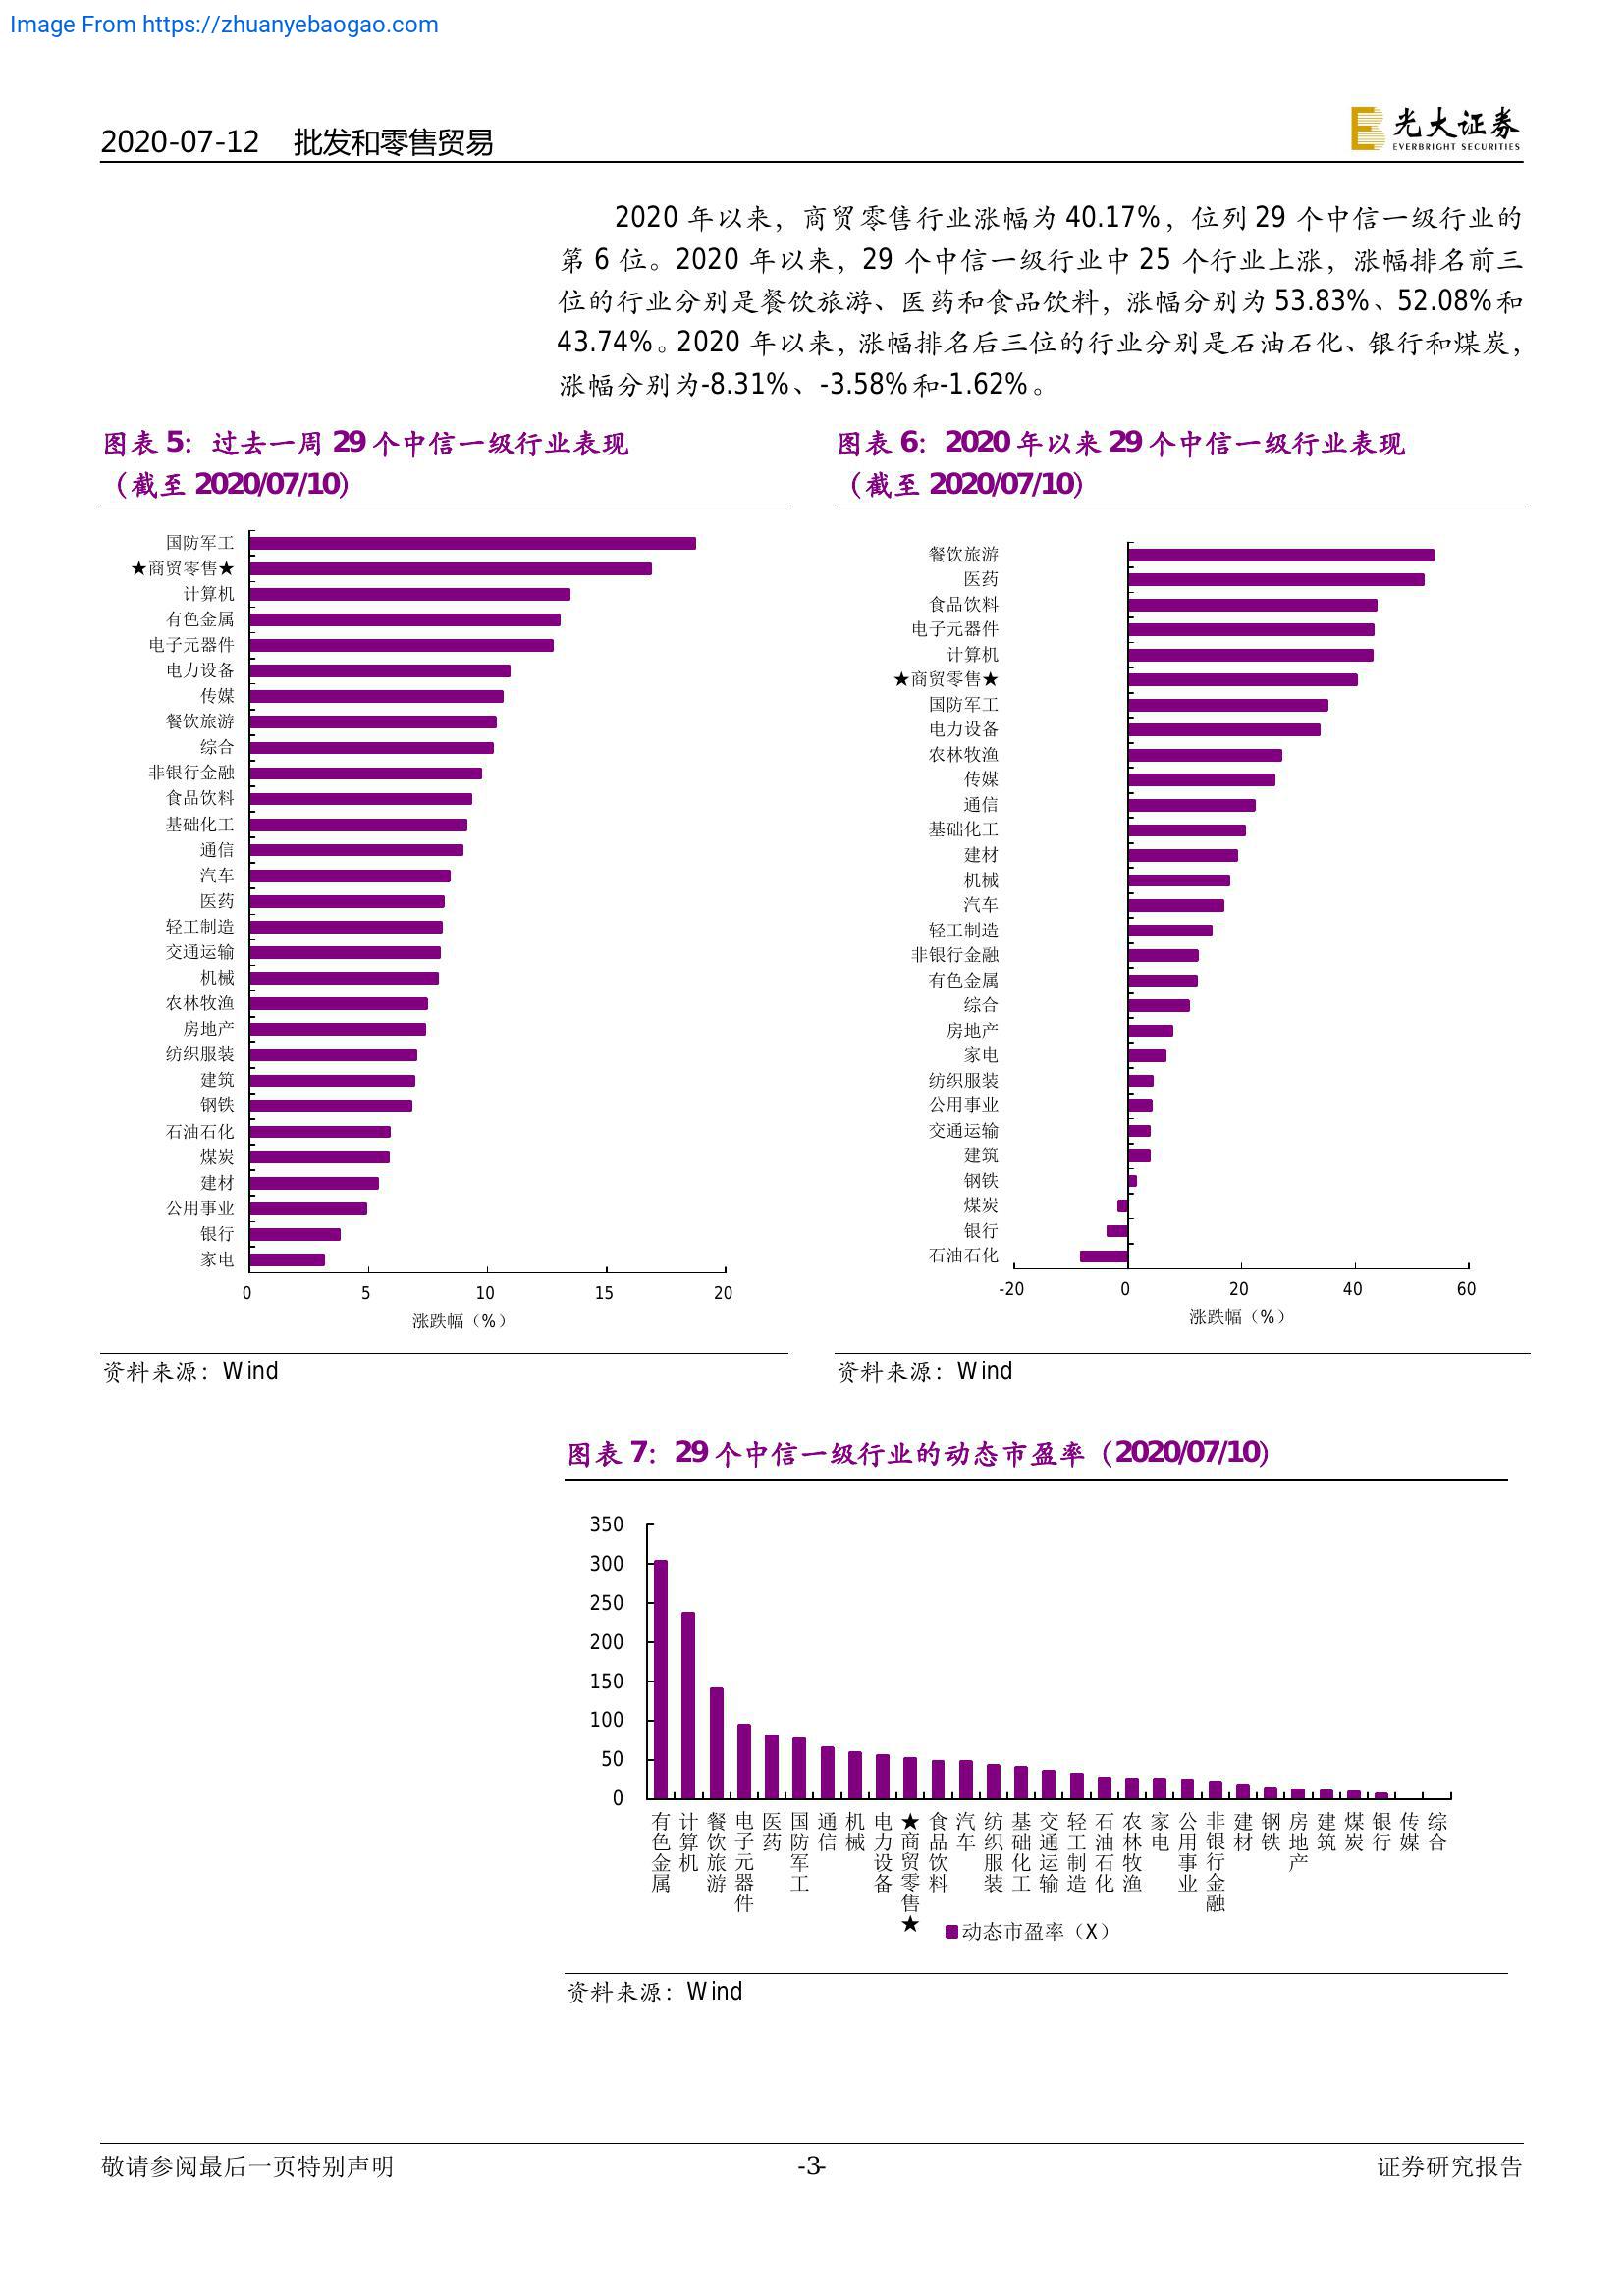 Image From https://zhuanyebaogao.com
2020-07-12 批发和零售贸易
光大证券
EVERBRIGHT SECURITIES
2020 年以来，商贸零售行业涨幅为 40.17%，位列 29 个中信一级行业的
第 6 位。2020 年以来，29 个中信一级行业中 25 个行业上涨，涨幅排名前三
位的行业分别是餐饮旅游、医药和食品饮料，涨幅分别为 53.83%、52.08%和
43.74%。2020 年以来，涨幅排名后三位的行业分别是石油石化、银行和煤炭，
涨幅分别为-8.31%、-3.58%和-1.62%。
图表 5：过去一周 29 个中信一级行业表现
（截至 2020/07/10）
国防军工
★商贸零售★
计算机
有色金属
电子元器件
电力设备
传媒
餐饮旅游
综合
非银行金融
食品饮料
基础化工
通信
汽车
医药
轻工制造
交通运输
机械
农林牧渔
房地产
纺织服装
建筑
钢铁
石油石化
煤炭
建材
公用事业
银行
家电
0 5 10 15 20
涨跌幅（%）
资料来源：Wind
图表 6：2020 年以来 29 个中信一级行业表现
（截至 2020/07/10）
餐饮旅游
医药
食品饮料
电子元器件
计算机
★商贸零售★
国防军工
电力设备
农林牧渔
传媒
通信
基础化工
建材
机械
汽车
轻工制造
非银行金融
有色金属
综合
房地产
家电
纺织服装
公用事业
交通运输
建筑
钢铁
煤炭
银行
石油石化
-20 0 20 40 60
涨跌幅（%）
资料来源：Wind
图表 7：29 个中信一级行业的动态市盈率（2020/07/10）
350
300
250
200
150
100
50
0
有色金属
计算机
餐饮旅游
电子元器件
医药
国防军工
通信
机械
电力设备
★商贸零售★
食品饮料
汽车
纺织服装
基础化工
交通运输
轻工制造
石油石化
农林牧渔
家电
公用事业
非银行金融
建材
钢铁
房地产
建筑
煤炭
银行
传媒
综合
动态市盈率（X）
资料来源：Wind
敬请参阅最后一页特别声明
-3-
证券研究报告